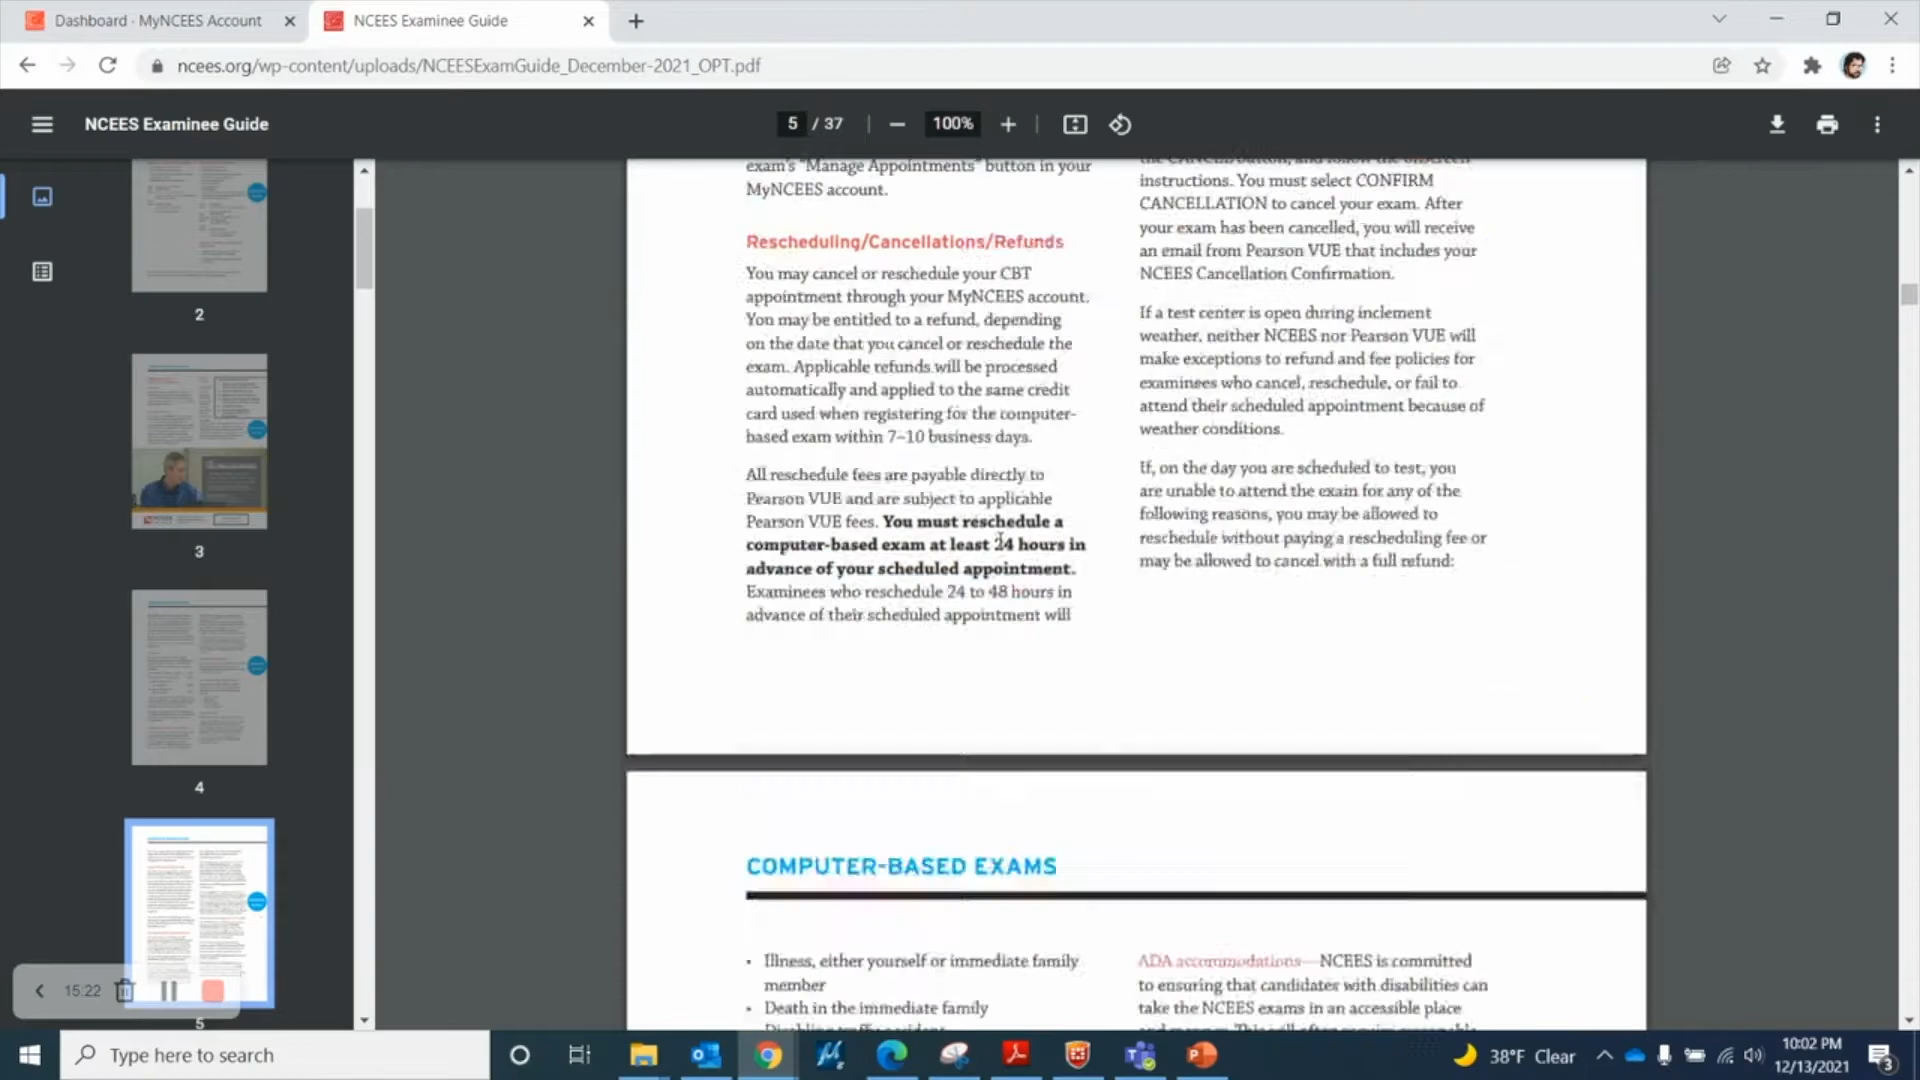 Dashboard · MyNCEES Account
NCEES Examinee Guide
ncees.org/wp-content/uploads/NCEESExamGuide_December-2021_OPT.pdf
NCEES Examinee Guide
5 / 37
100%
2
3
4
5
exam's "Manage Appointments" button in your
MyNCEES account.
Rescheduling/Cancellations/Refunds
You may cancel or reschedule your CBT
appointment through your MyNCEES account.
You may be entitled to a refund, depending
on the date that you cancel or reschedule the
exam. Applicable refunds will be processed
automatically and applied to the same credit
card used when registering for the computer-
based exam within 7–10 business days.
All reschedule fees are payable directly to
Pearson VUE and are subject to applicable
Pearson VUE fees. You must reschedule a
computer-based exam at least 24 hours in
advance of your scheduled appointment.
Examinees who reschedule 24 to 48 hours in
advance of their scheduled appointment will
the CANCEL button, and follow the onscreen
instructions. You must select CONFIRM
CANCELLATION to cancel your exam. After
your exam has been cancelled, you will receive
an email from Pearson VUE that includes your
NCEES Cancellation Confirmation.
If a test center is open during inclement
weather, neither NCEES nor Pearson VUE will
make exceptions to refund and fee policies for
examinees who cancel, reschedule, or fail to
attend their scheduled appointment because of
weather conditions.
If, on the day you are scheduled to test, you
are unable to attend the exam for any of the
following reasons, you may be allowed to
reschedule without paying a rescheduling fee or
may be allowed to cancel with a full refund:
COMPUTER-BASED EXAMS
• Illness, either yourself or immediate family
member
• Death in the immediate family
ADA accommodations—NCEES is committed
to ensuring that candidates with disabilities can
take the NCEES exams in an accessible place
15:22
Type here to search
38°F Clear
10:02 PM
12/13/2021
3